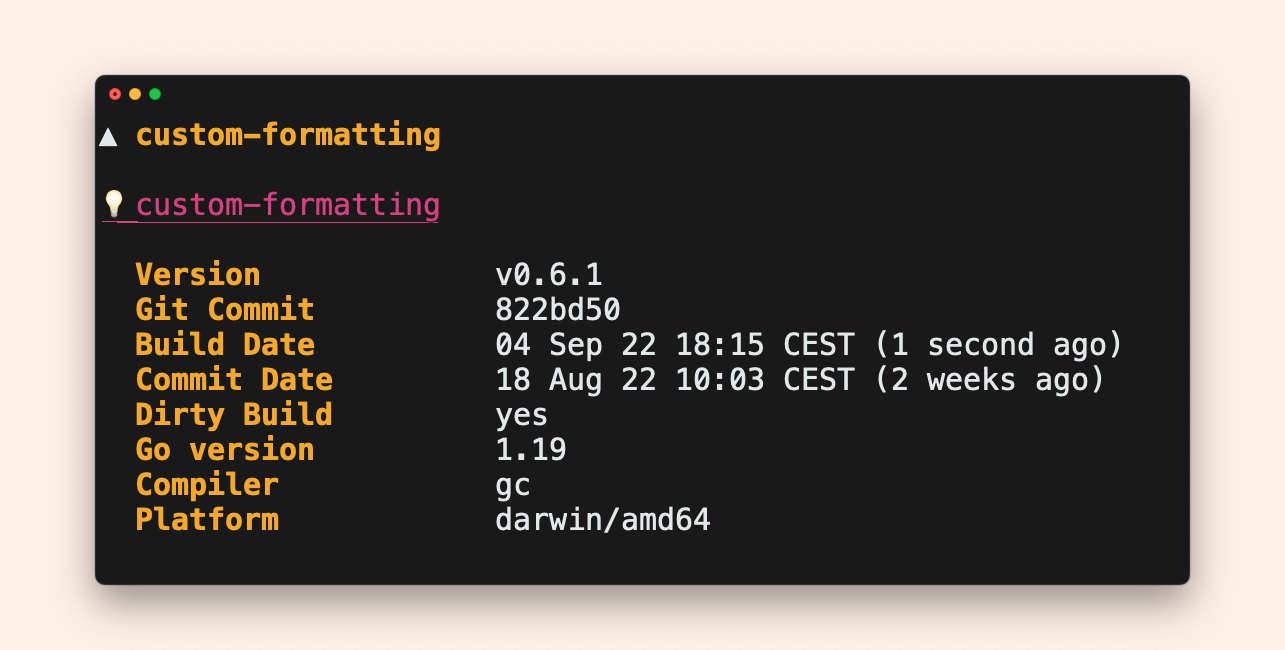 ▲ custom-formatting
💡 custom-formatting
Version v0.6.1
Git Commit 822bd50
Build Date 04 Sep 22 18:15 CEST (1 second ago)
Commit Date 18 Aug 22 10:03 CEST (2 weeks ago)
Dirty Build yes
Go version 1.19
Compiler gc
Platform darwin/amd64